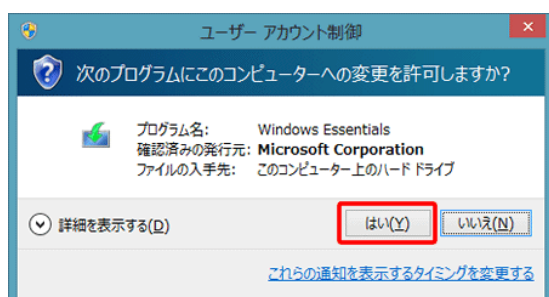 ユーザー アカウント制御
次のプログラムにこのコンピューターへの変更を許可しますか?
プログラム名: Windows Essentials
確認済みの発行元: Microsoft Corporation
ファイルの入手先: このコンピューター上のハード ドライブ
詳細を表示する(D) はい(Y) いいえ(N)
これらの通知を表示するタイミングを変更する